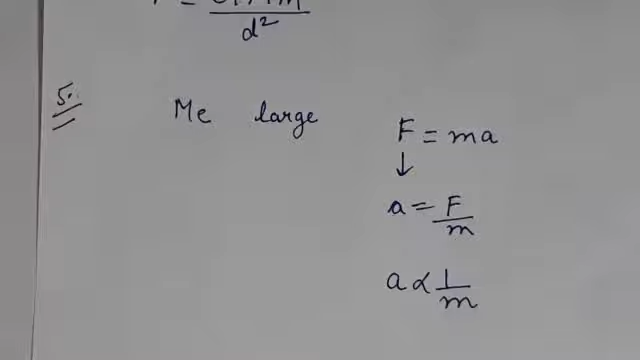 d²
5.
Me large
F = ma
↓
a = F/m
a ∝ 1/m